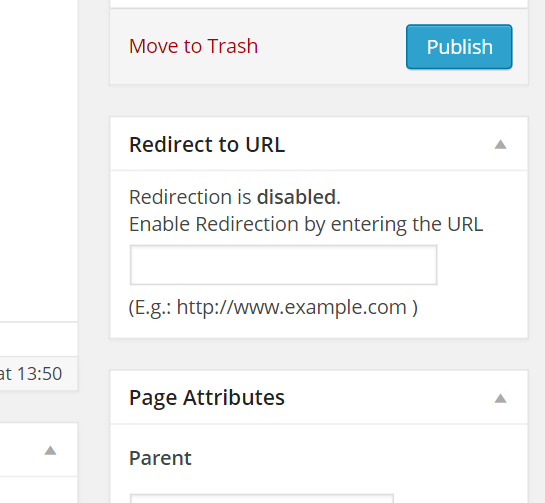 Move to Trash
Publish
Redirect to URL
Redirection is disabled.
Enable Redirection by entering the URL
(E.g.: http://www.example.com )
at 13:50
Page Attributes
Parent